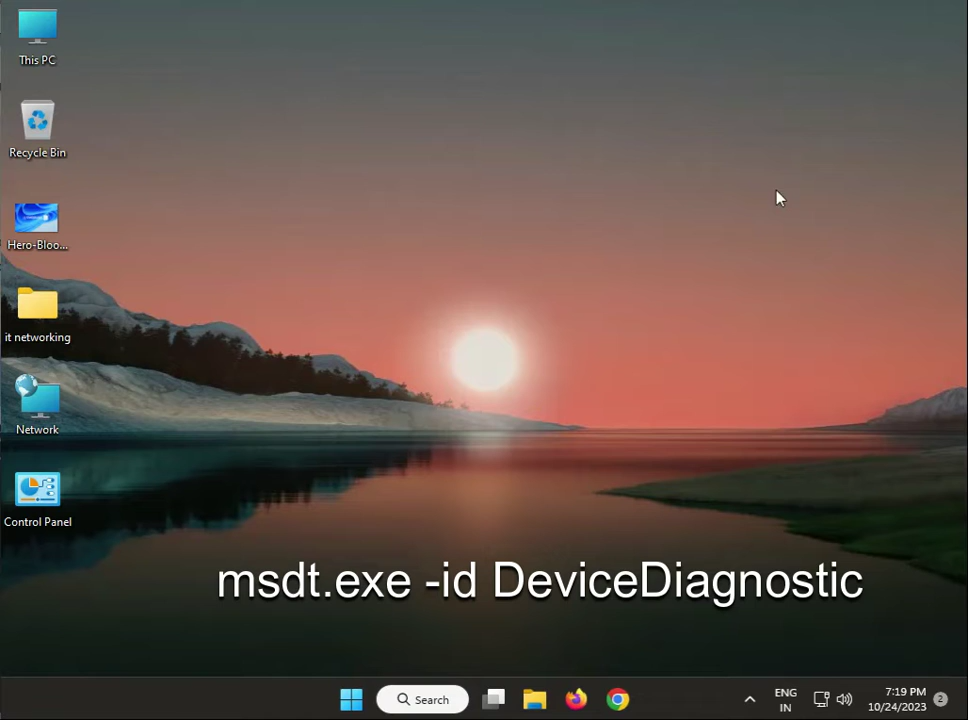 This PC
Recycle Bin
Hero-Bloo...
it networking
Network
Control Panel
msdt.exe -id DeviceDiagnostic
Search
ENG
IN
7:19 PM
10/24/2023
2